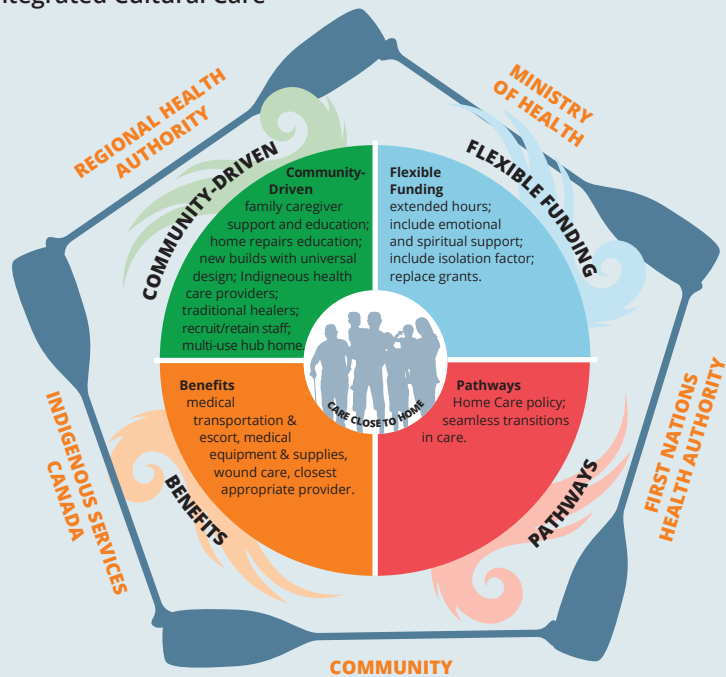 ntegrated Cultural Care
REGIONAL HEALTH
AUTHORITY
MINISTRY
OF HEALTH
COMMUNITY-DRIVEN
FLEXIBLE FUNDING
Community-
Driven
family caregiver
support and education;
home repairs education;
new builds with universal
design; Indigneous health
care providers;
traditional healers;
recruit/retain staff;
multi-use hub home.
Flexible
Funding
extended hours;
include emotional
and spiritual support;
include isolation factor;
replace grants.
CARE CLOSE TO HOME
Benefits
medical
transportation &
escort, medical
equipment & supplies,
wound care, closest
appropriate provider.
Pathways
Home Care policy;
seamless transitions
in care.
BENEFITS
PATHWAYS
INDIGENOUS SERVICES
CANADA
FIRST NATIONS
HEALTH AUTHORITY
COMMUNITY